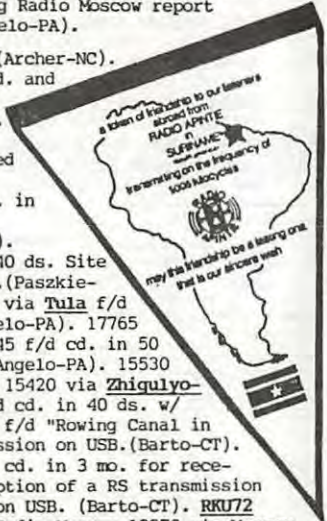 g Radio Moscow report
elo-PA).
(Archer-NC).
d. and
ed
. in
).
40 ds. Site
.(Paszkie-
via Tula f/d
elo-PA). 17765
45 f/d cd. in 50
Angelo-PA). 15530
15420 via Zhigulyo-
d cd. in 40 ds. w/
f/d "Rowing Canal in
ssion on USB.(Barto-CT).
cd. in 3 mo. for rece-
ption of a RS transmission
on USB. (Barto-CT). RKU72
a token of friendship to our listeners
abroad from
RADIO APINTIE
in
SURINAME
transmitting on the frequency of
5005 kilocycles
RADIO
APINTIE
may this friendship be a lasting one
that is our sincere wish